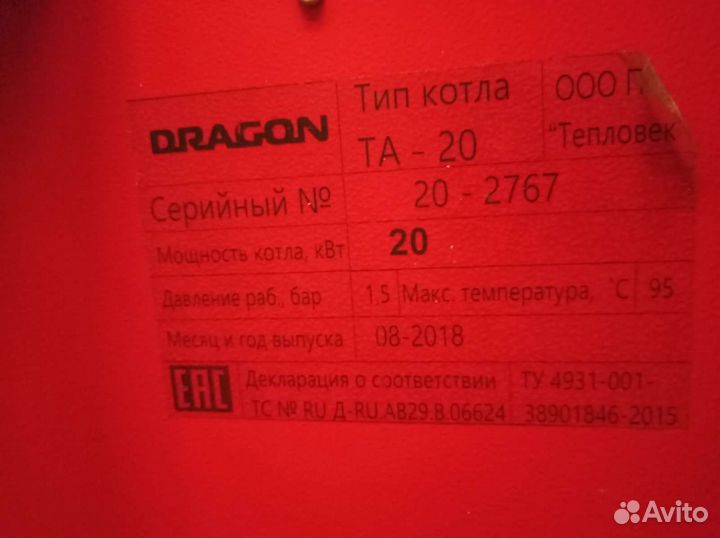 DRAGON
Тип котла
ТА - 20
ООО П
"Тепловек
Серийный № 20 - 2767
Мощность котла, кВт 20
Давление раб., бар 1,5 Макс. температура, °С 95
Месяц и год выпуска 08-2018
ЕАС
Декларация о соответствии
ТС № RU Д-RU.АВ29.В.06624
ТУ 4931-001-
38901846-2015
Avito